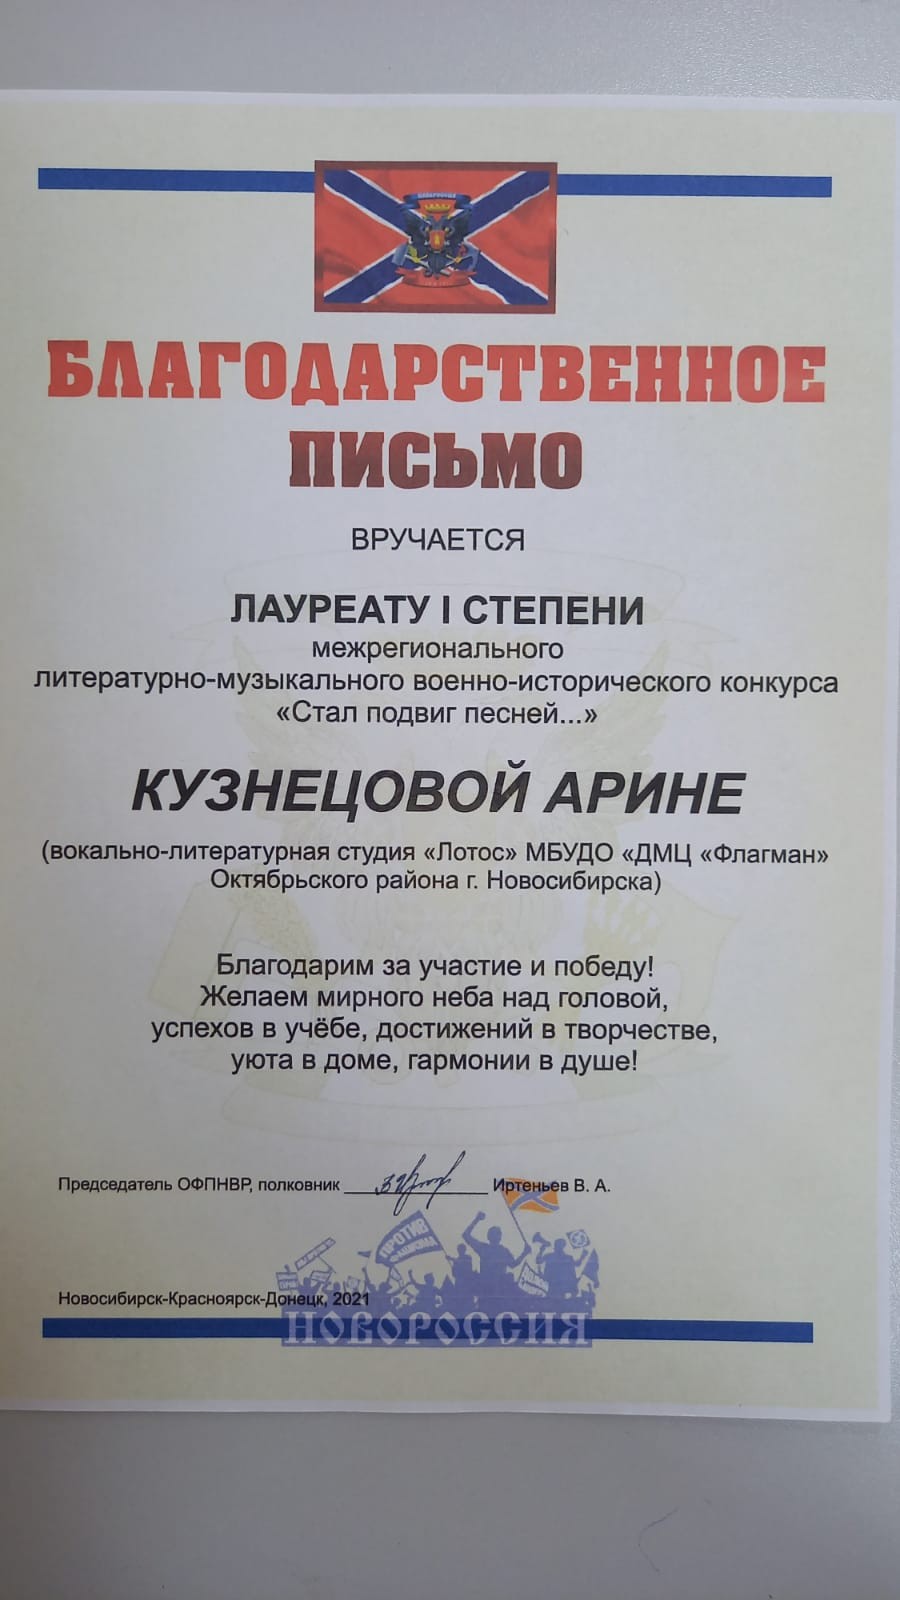 БЛАГОДАРСТВЕННОЕ
ПИСЬМО
ВРУЧАЕТСЯ
ЛАУРЕАТУ I СТЕПЕНИ
межрегионального
литературно-музыкального военно-исторического конкурса
«Стал подвиг песней...»
КУЗНЕЦОВОЙ АРИНЕ
(вокально-литературная студия «Лотос» МБУДО «ДМЦ «Флагман»
Октябрьского района г. Новосибирска)
Благодарим за участие и победу!
Желаем мирного неба над головой,
успехов в учёбе, достижений в творчестве,
уюта в доме, гармонии в душе!
Председатель ОФПНВР, полковник Иртеньев В. А.
ПРОТИВ
Новосибирск-Красноярск-Донецк, 2021
НОВОРОССИЯ